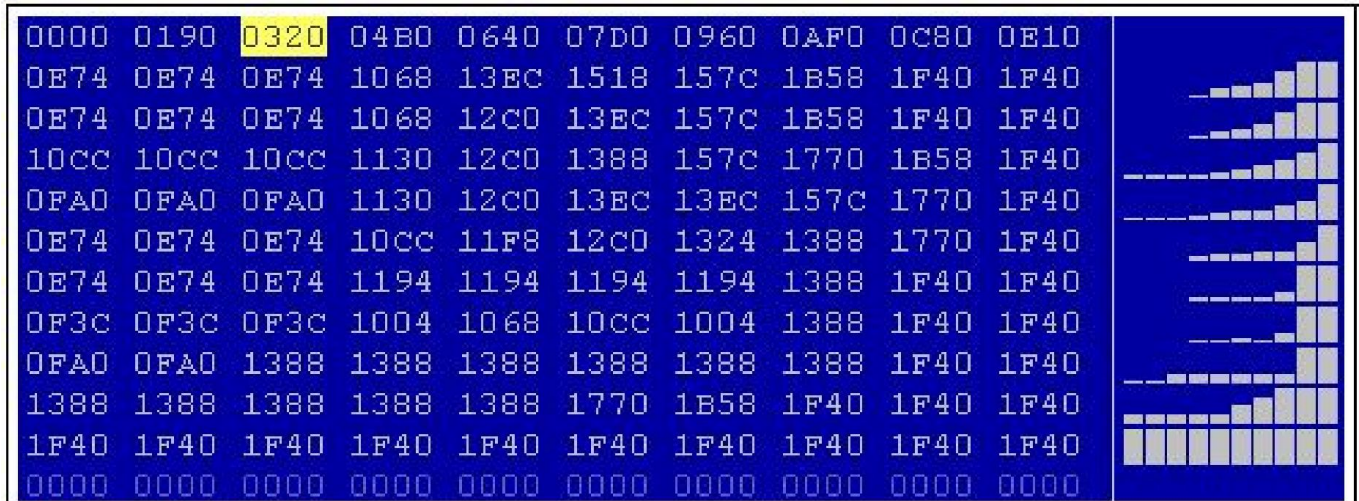 0000 0190 0320 04B0 0640 07D0 0960 0AF0 0C80 0E10
0E74 0E74 0E74 1068 13EC 1518 157C 1B58 1F40 1F40
0E74 0E74 0E74 1068 12C0 13EC 157C 1B58 1F40 1F40
10CC 10CC 10CC 1130 12C0 1388 157C 1770 1B58 1F40
0FA0 0FA0 0FA0 1130 12C0 13EC 13EC 157C 1770 1F40
0E74 0E74 0E74 10CC 11F8 12C0 1324 1388 1770 1F40
0E74 0E74 0E74 1194 1194 1194 1194 1388 1F40 1F40
0F3C 0F3C 0F3C 1004 1068 10CC 1004 1388 1F40 1F40
0FA0 0FA0 1388 1388 1388 1388 1388 1388 1F40 1F40
1388 1388 1388 1388 1388 1770 1B58 1F40 1F40 1F40
1F40 1F40 1F40 1F40 1F40 1F40 1F40 1F40 1F40 1F40
0000 0000 0000 0000 0000 0000 0000 0000 0000 0000